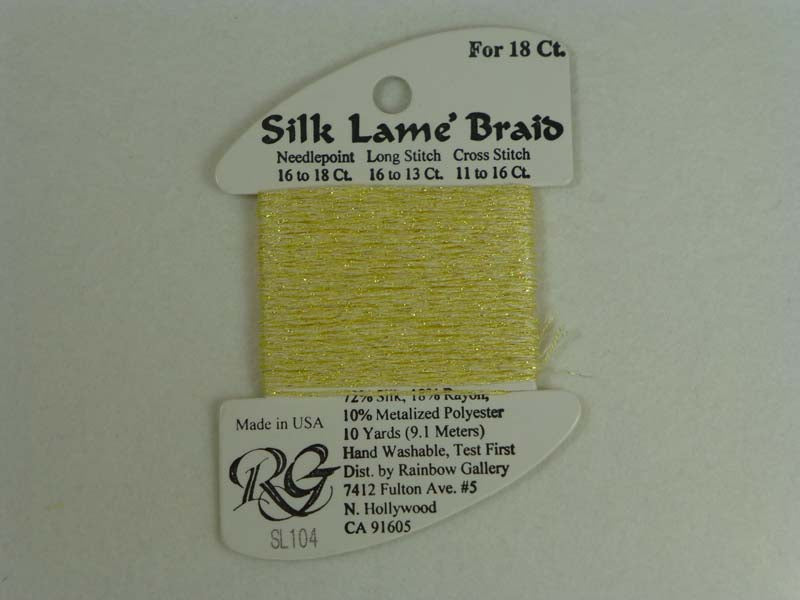 For 18 Ct.
Silk Lame' Braid
Needlepoint Long Stitch Cross Stitch
16 to 18 Ct. 16 to 13 Ct. 11 to 16 Ct.
72% Silk, 18% Rayon,
10% Metalized Polyester
10 Yards (9.1 Meters)
Hand Washable, Test First
Dist. by Rainbow Gallery
7412 Fulton Ave. #5
N. Hollywood
CA 91605
Made in USA
RG
SL104